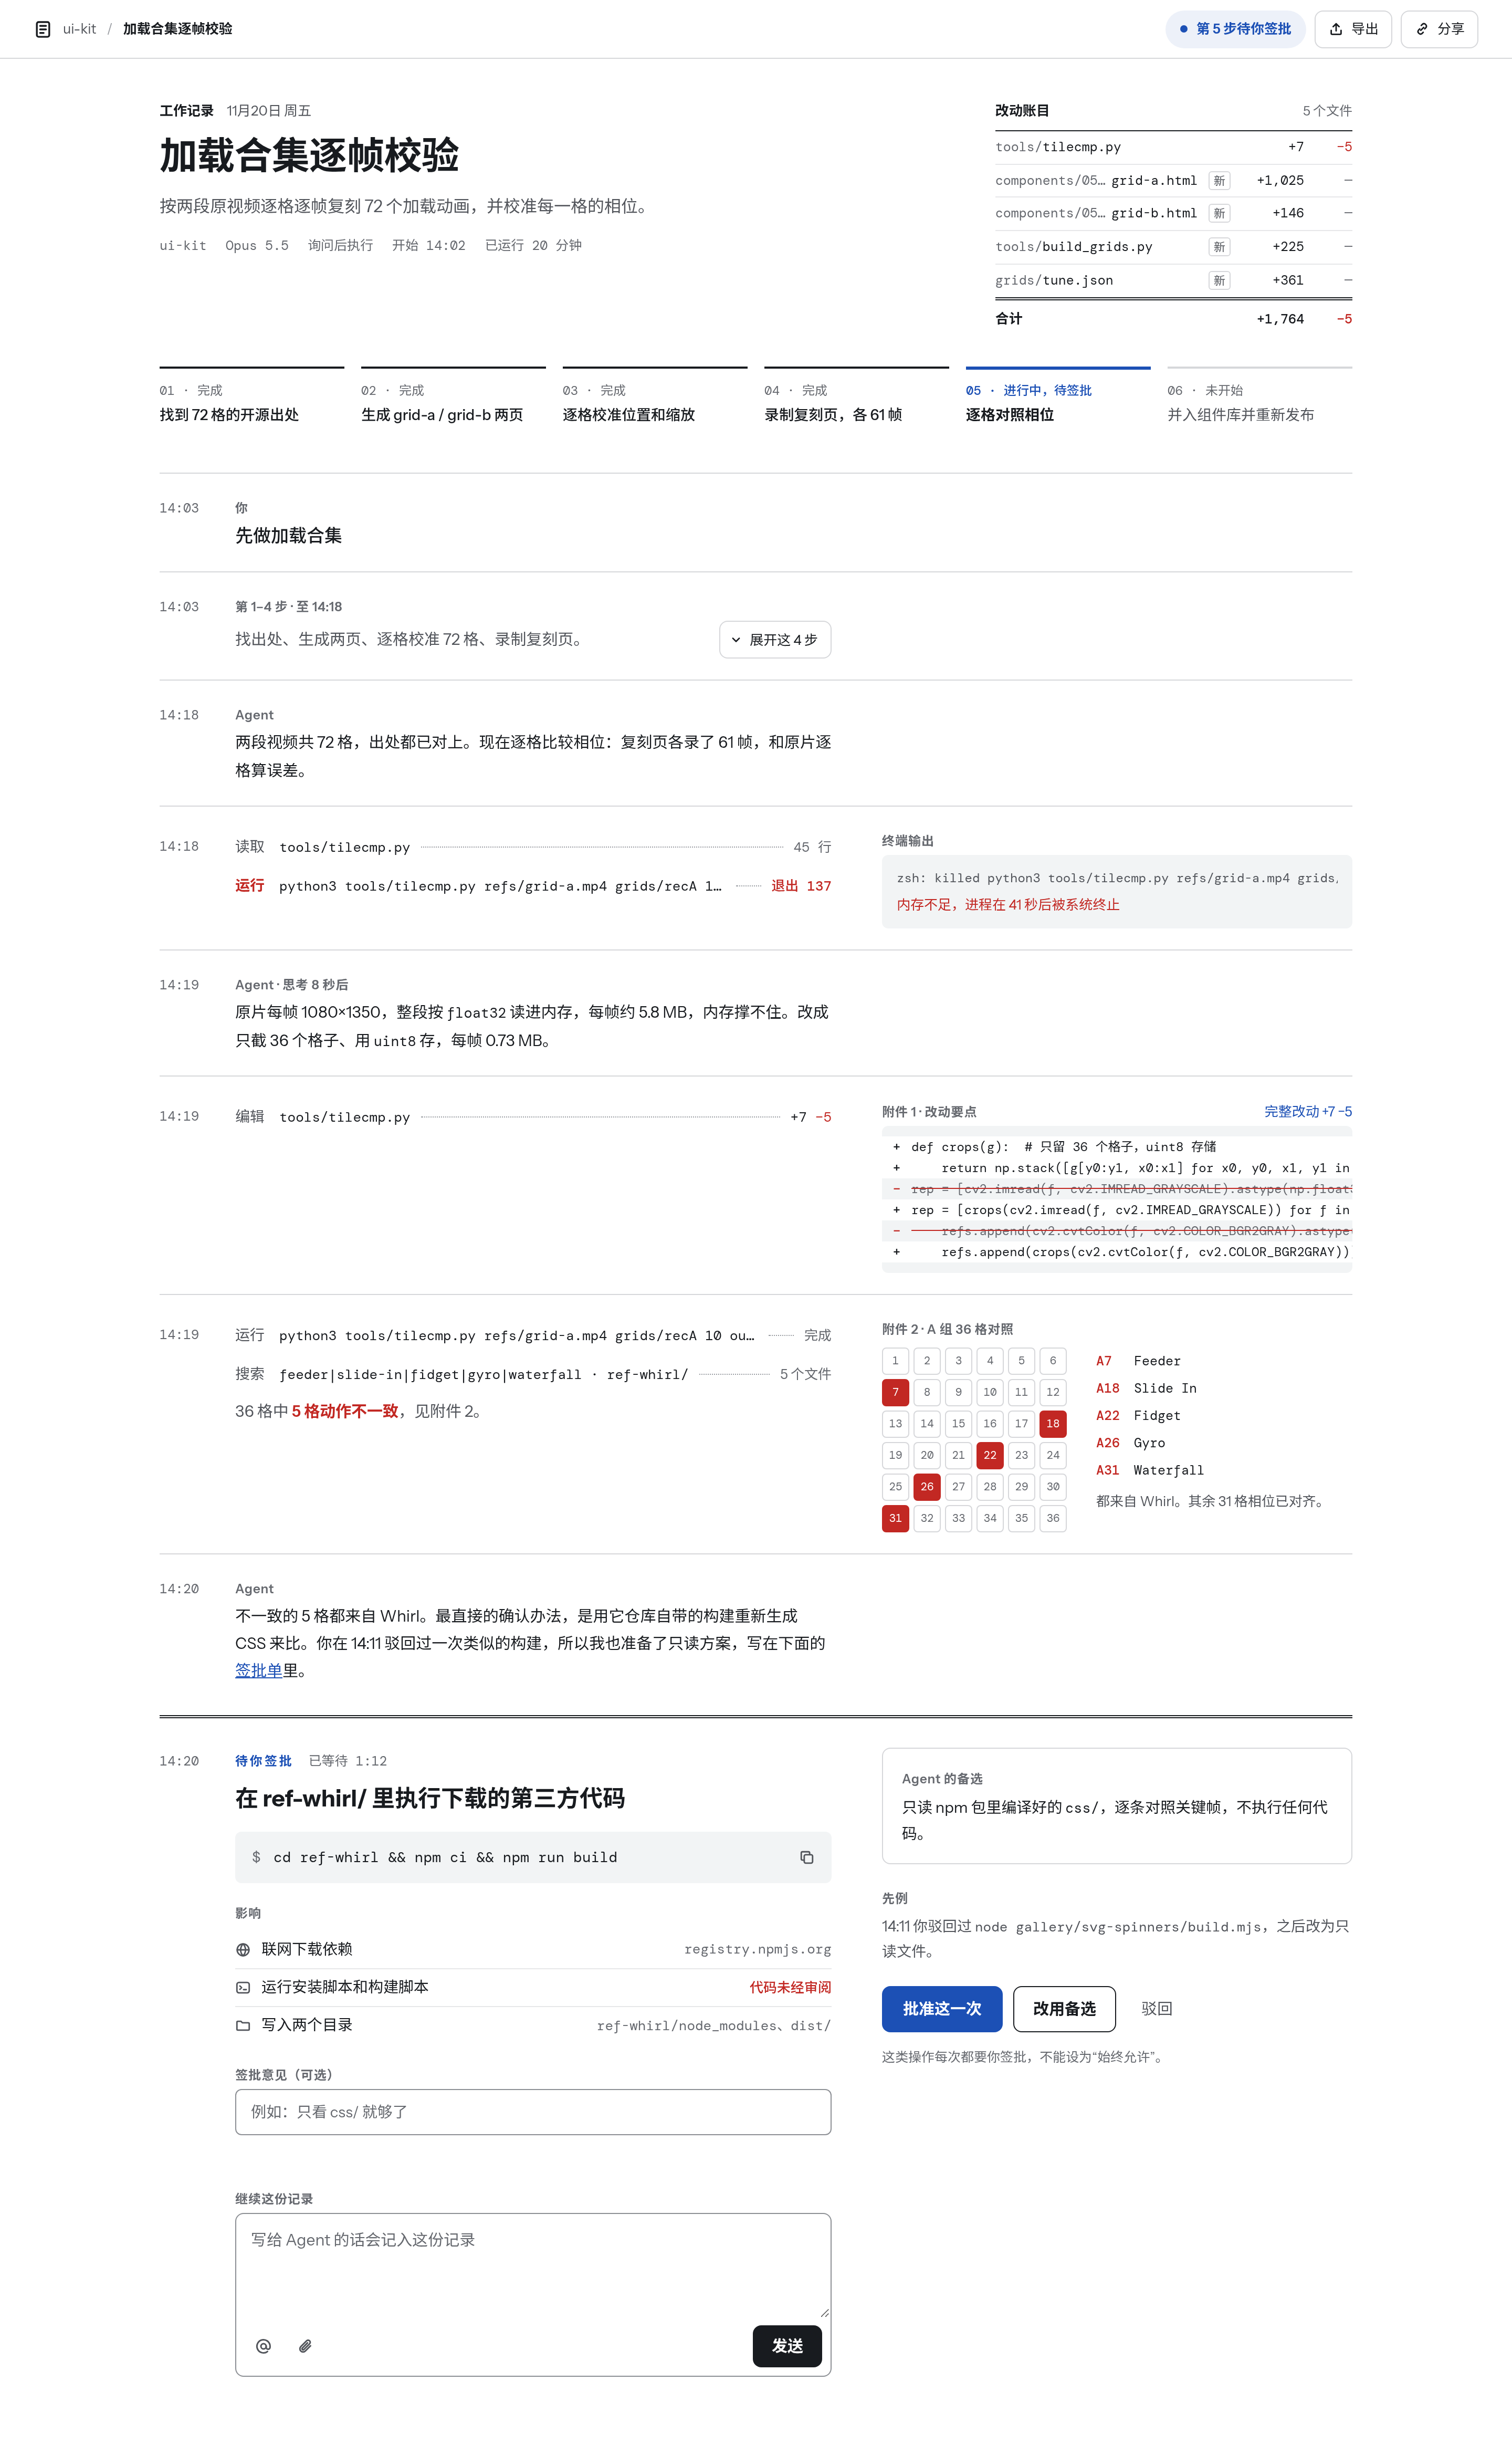 ui-kit / 加载合集逐帧校验
第 5 步待你签批
导出
分享
工作记录 11月20日 周五
加载合集逐帧校验
按两段原视频逐格逐帧复刻 72 个加载动画，并校准每一格的相位。
ui-kit Opus 5.5 询问后执行 开始 14:02 已运行 20 分钟
改动账目 5 个文件
tools/tilecmp.py +7 −5
components/05… grid-a.html 新 +1,025 —
components/05… grid-b.html 新 +146 —
tools/build_grids.py 新 +225 —
grids/tune.json 新 +361 —
合计 +1,764 −5
01 · 完成
找到 72 格的开源出处
02 · 完成
生成 grid-a / grid-b 两页
03 · 完成
逐格校准位置和缩放
04 · 完成
录制复刻页，各 61 帧
05 · 进行中，待签批
逐格对照相位
06 · 未开始
并入组件库并重新发布
14:03 你
先做加载合集
14:03 第 1–4 步 · 至 14:18
找出处、生成两页、逐格校准 72 格、录制复刻页。
展开这 4 步
14:18 Agent
两段视频共 72 格，出处都已对上。现在逐格比较相位：复刻页各录了 61 帧，和原片逐
格算误差。
14:18 读取 tools/tilecmp.py 45 行
运行 python3 tools/tilecmp.py refs/grid-a.mp4 grids/recA 1… 退出 137
终端输出
zsh: killed python3 tools/tilecmp.py refs/grid-a.mp4 grids,
内存不足，进程在 41 秒后被系统终止
14:19 Agent · 思考 8 秒后
原片每帧 1080×1350，整段按 float32 读进内存，每帧约 5.8 MB，内存撑不住。改成
只截 36 个格子、用 uint8 存，每帧 0.73 MB。
14:19 编辑 tools/tilecmp.py +7 −5
附件 1 · 改动要点 完整改动 +7 −5
+ def crops(g): # 只留 36 个格子，uint8 存储
+ return np.stack([g[y0:y1, x0:x1] for x0, y0, x1, y1 in
− rep = [cv2.imread(f, cv2.IMREAD_GRAYSCALE).astype(np.float3
+ rep = [crops(cv2.imread(f, cv2.IMREAD_GRAYSCALE)) for f in
− refs.append(cv2.cvtColor(f, cv2.COLOR_BGR2GRAY).astype(
+ refs.append(crops(cv2.cvtColor(f, cv2.COLOR_BGR2GRAY))
14:19 运行 python3 tools/tilecmp.py refs/grid-a.mp4 grids/recA 10 ou… 完成
搜索 feeder|slide-in|fidget|gyro|waterfall · ref-whirl/ 5 个文件
36 格中 5 格动作不一致，见附件 2。
附件 2 · A 组 36 格对照
1 2 3 4 5 6
7 8 9 10 11 12
13 14 15 16 17 18
19 20 21 22 23 24
25 26 27 28 29 30
31 32 33 34 35 36
A7 Feeder
A18 Slide In
A22 Fidget
A26 Gyro
A31 Waterfall
都来自 Whirl。其余 31 格相位已对齐。
14:20 Agent
不一致的 5 格都来自 Whirl。最直接的确认办法，是用它仓库自带的构建重新生成
CSS 来比。你在 14:11 驳回过一次类似的构建，所以我也准备了只读方案，写在下面的
签批单里。
14:20 待你签批 已等待 1:12
在 ref-whirl/ 里执行下载的第三方代码
$ cd ref-whirl && npm ci && npm run build
影响
联网下载依赖 registry.npmjs.org
运行安装脚本和构建脚本 代码未经审阅
写入两个目录 ref-whirl/node_modules、dist/
签批意见（可选）
例如：只看 css/ 就够了
Agent 的备选
只读 npm 包里编译好的 css/，逐条对照关键帧，不执行任何代
码。
先例
14:11 你驳回过 node gallery/svg-spinners/build.mjs，之后改为只
读文件。
批准这一次
改用备选
驳回
这类操作每次都要你签批，不能设为“始终允许”。
继续这份记录
写给 Agent 的话会记入这份记录
发送